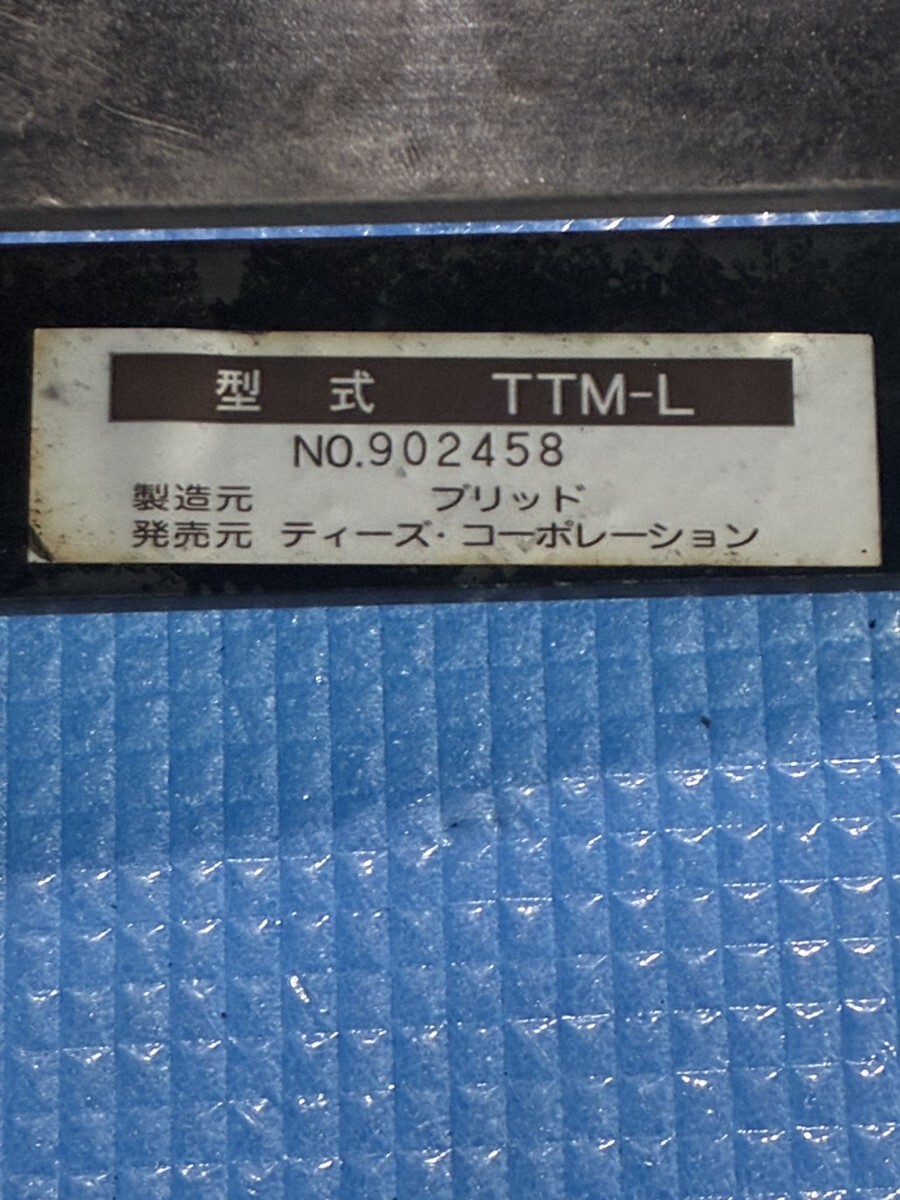 型 式 TTM-L
NO.902458
製造元 ブリッド
発売元 ティーズ・コーポレーション